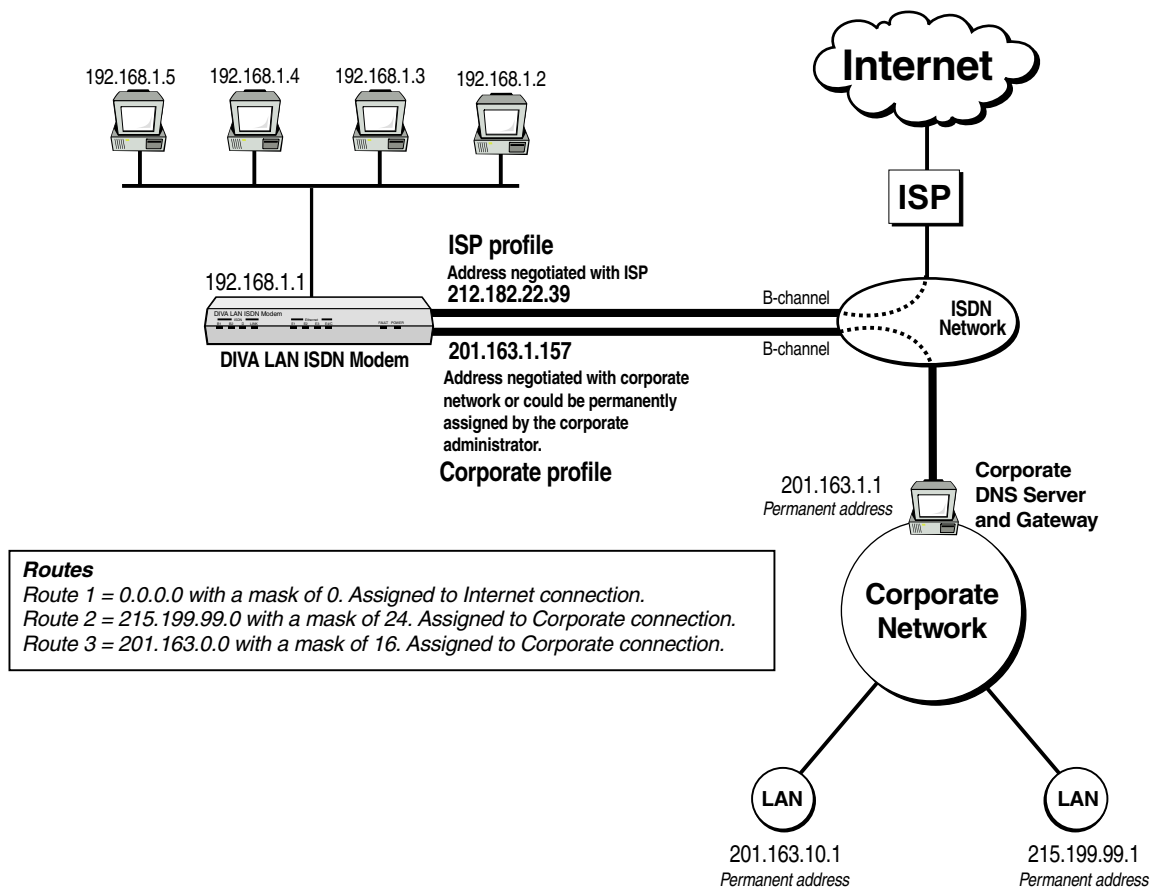 192.168.1.5
192.168.1.4
192.168.1.3
192.168.1.2
Internet
ISP
ISP profile
Address negotiated with ISP
212.182.22.39
192.168.1.1
DIVA LAN ISDN Modem
ISDN
Ethernet
FAULT POWER
DIVA LAN ISDN Modem
B-channel
B-channel
ISDN
Network
201.163.1.157
Address negotiated with corporate
network or could be permanently
assigned by the corporate
administrator.
Corporate profile
201.163.1.1
Permanent address
Corporate
DNS Server
and Gateway
Routes
Route 1 = 0.0.0.0 with a mask of 0. Assigned to Internet connection.
Route 2 = 215.199.99.0 with a mask of 24. Assigned to Corporate connection.
Route 3 = 201.163.0.0 with a mask of 16. Assigned to Corporate connection.
Corporate
Network
LAN
LAN
201.163.10.1
Permanent address
215.199.99.1
Permanent address